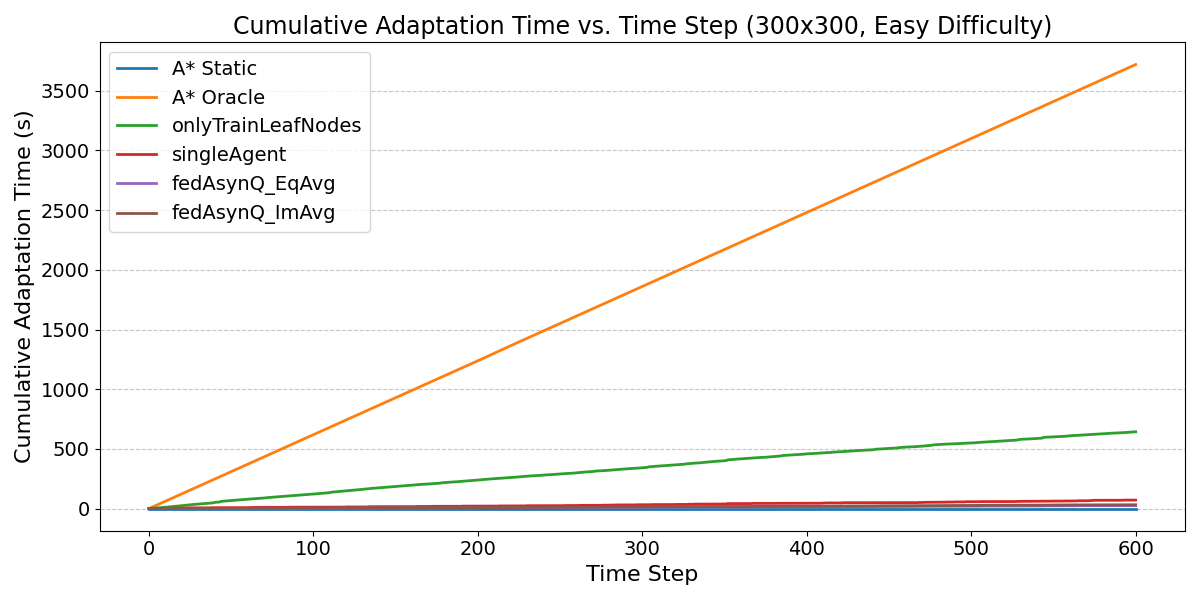 Cumulative Adaptation Time vs. Time Step (300x300, Easy Difficulty)
A* Static
A* Oracle
onlyTrainLeafNodes
singleAgent
fedAsynQ_EqAvg
fedAsynQ_ImAvg
Cumulative Adaptation Time (s)
3500
3000
2500
2000
1500
1000
500
0
0 100 200 300 400 500 600
Time Step